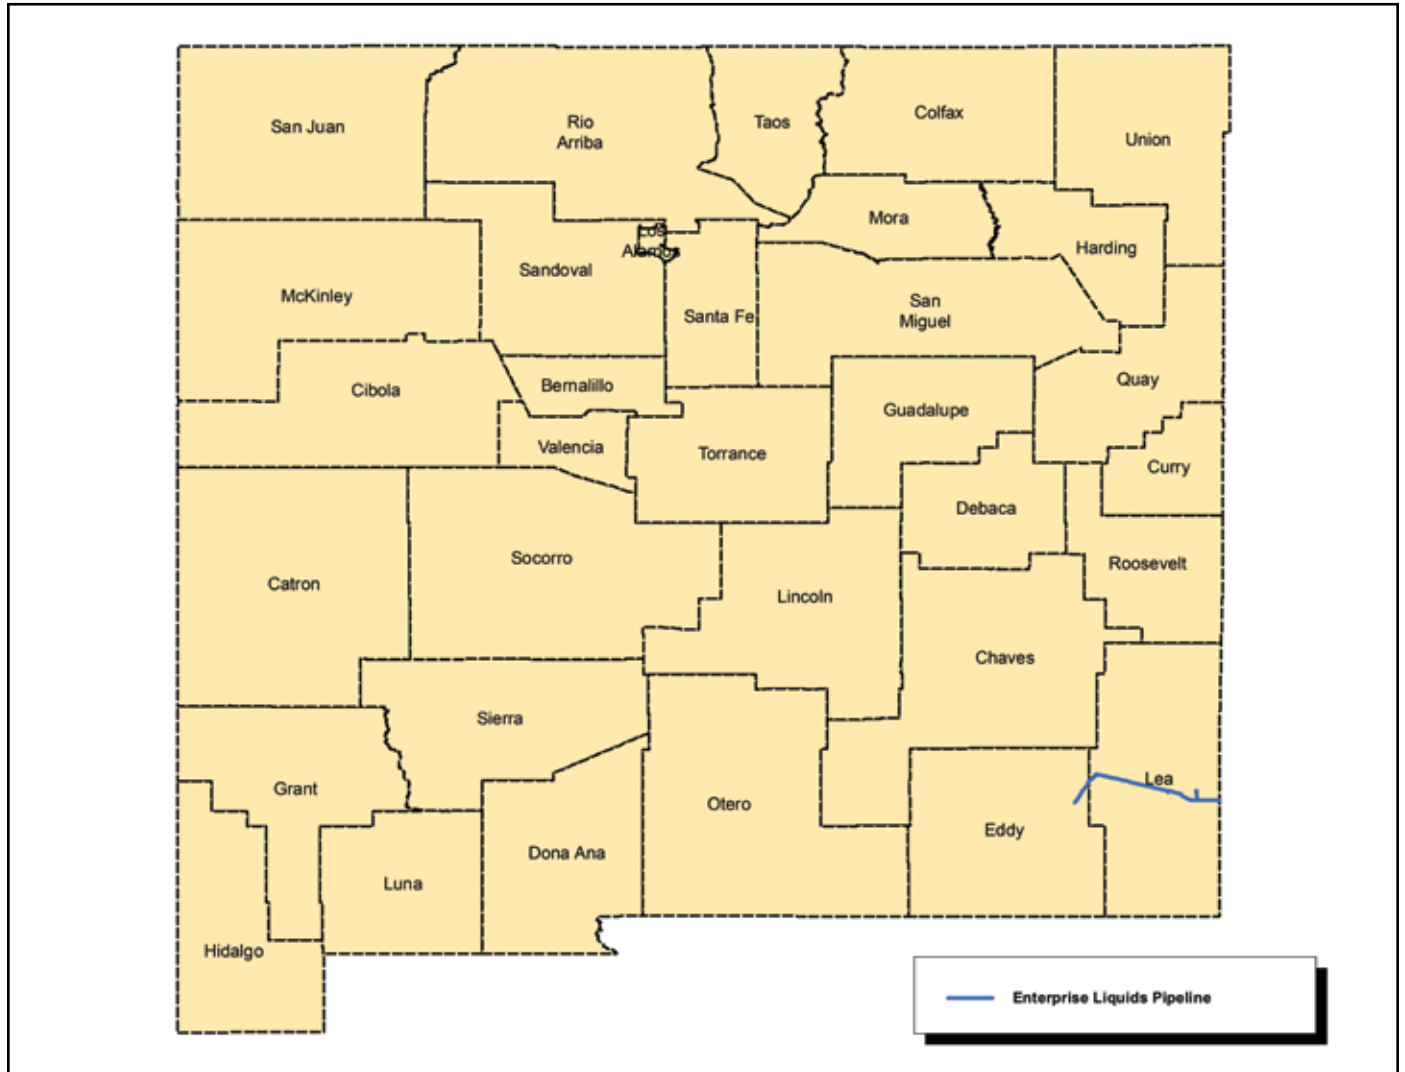 San Juan
Rio
Arriba
Taos
Colfax
Union
Mora
Harding
Los
Alamos
Sandoval
McKinley
Santa Fe
San
Miguel
Quay
Cibola
Bernalillo
Guadalupe
Valencia
Torrance
Curry
Debaca
Roosevelt
Socorro
Catron
Lincoln
Chaves
Sierra
Grant
Otero
Lea
Eddy
Dona Ana
Luna
Hidalgo
Enterprise Liquids Pipeline